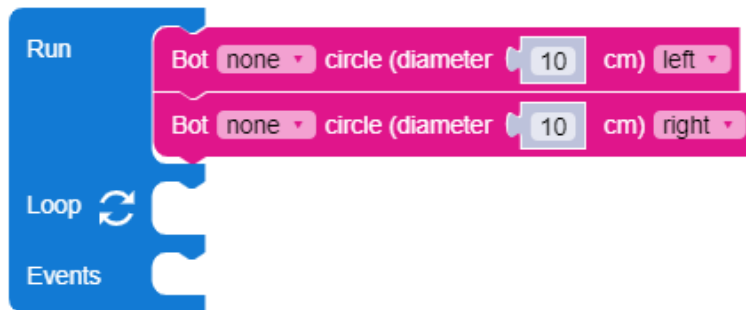 Run
Bot none circle (diameter 10 cm) left
Bot none circle (diameter 10 cm) right
Loop
Events